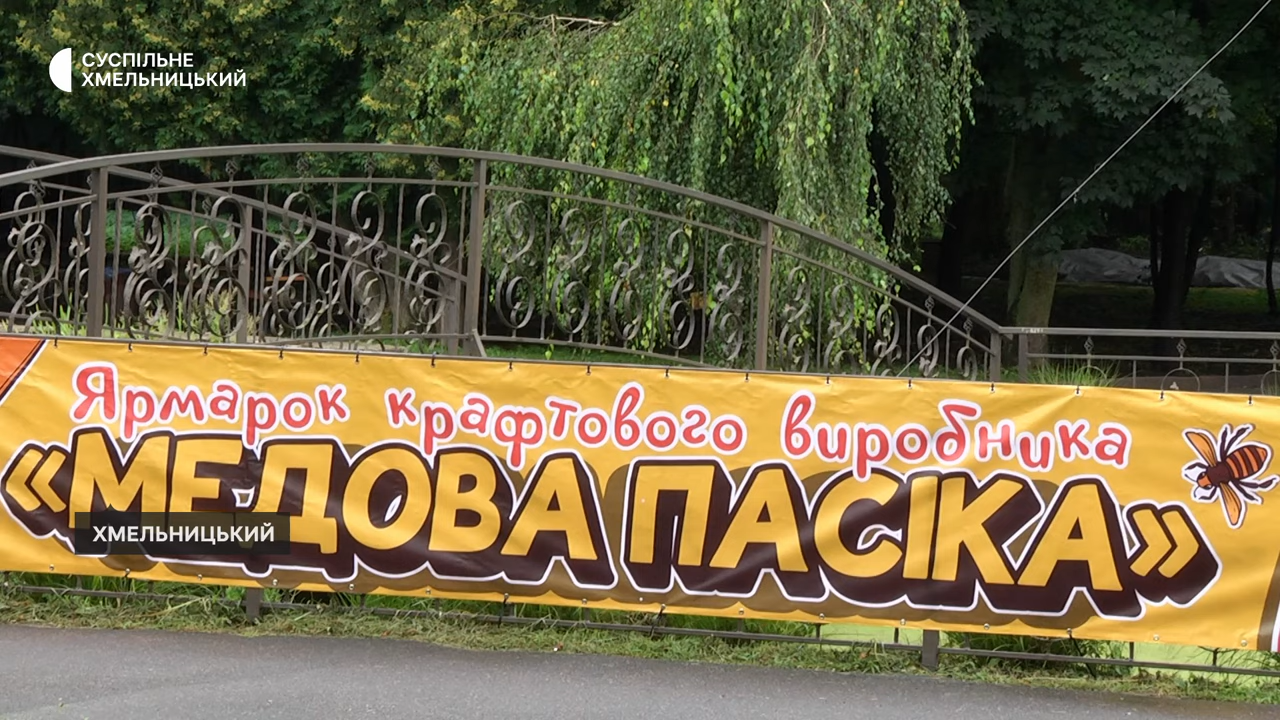 СУСПІЛЬНЕ
ХМЕЛЬНИЦЬКИЙ
Ярмарок крафтового виробника
«МЕДОВА ПАСІКА»
ХМЕЛЬНИЦЬКИЙ